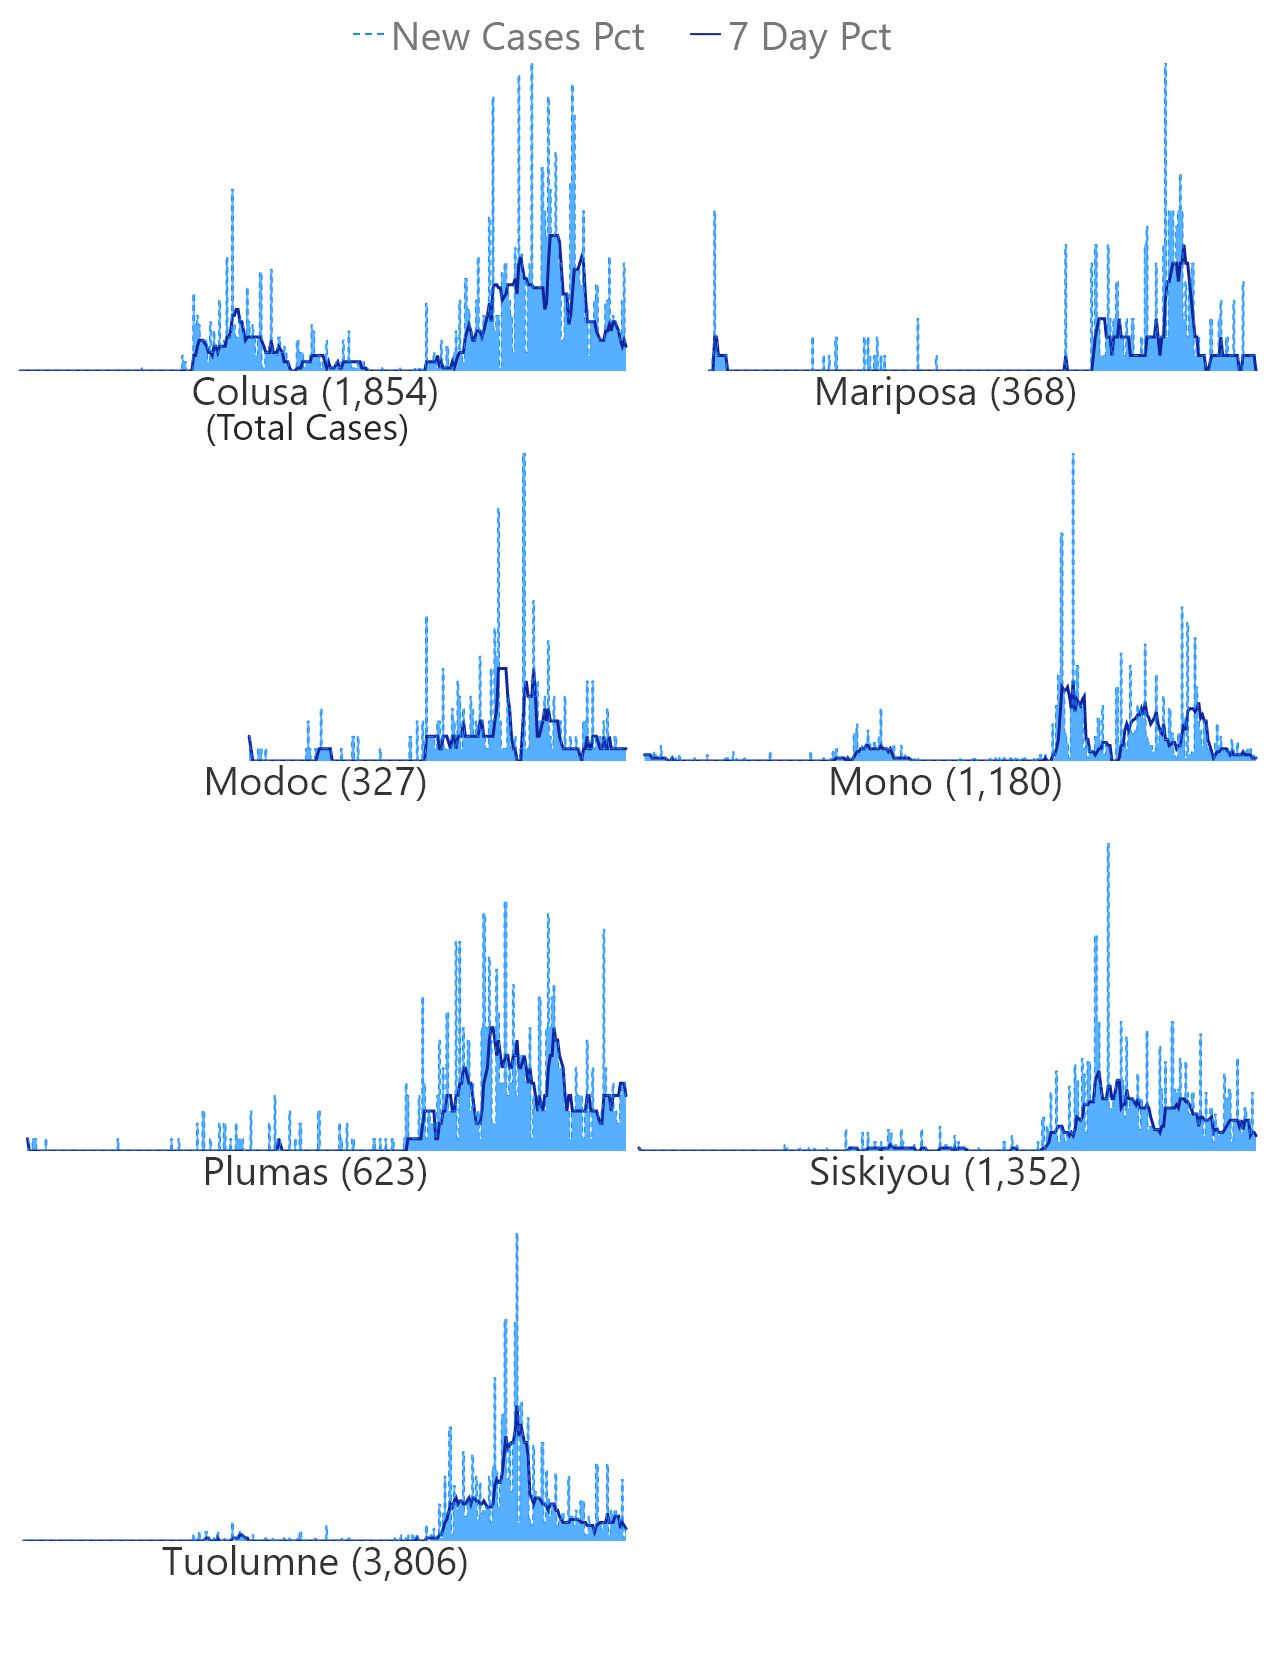 New Cases Pct 7 Day Pct
Colusa (1,854) Mariposa (368)
(Total Cases)
Modoc (327) Mono (1,180)
Plumas (623) Siskiyou (1,352)
Tuolumne (3,806)